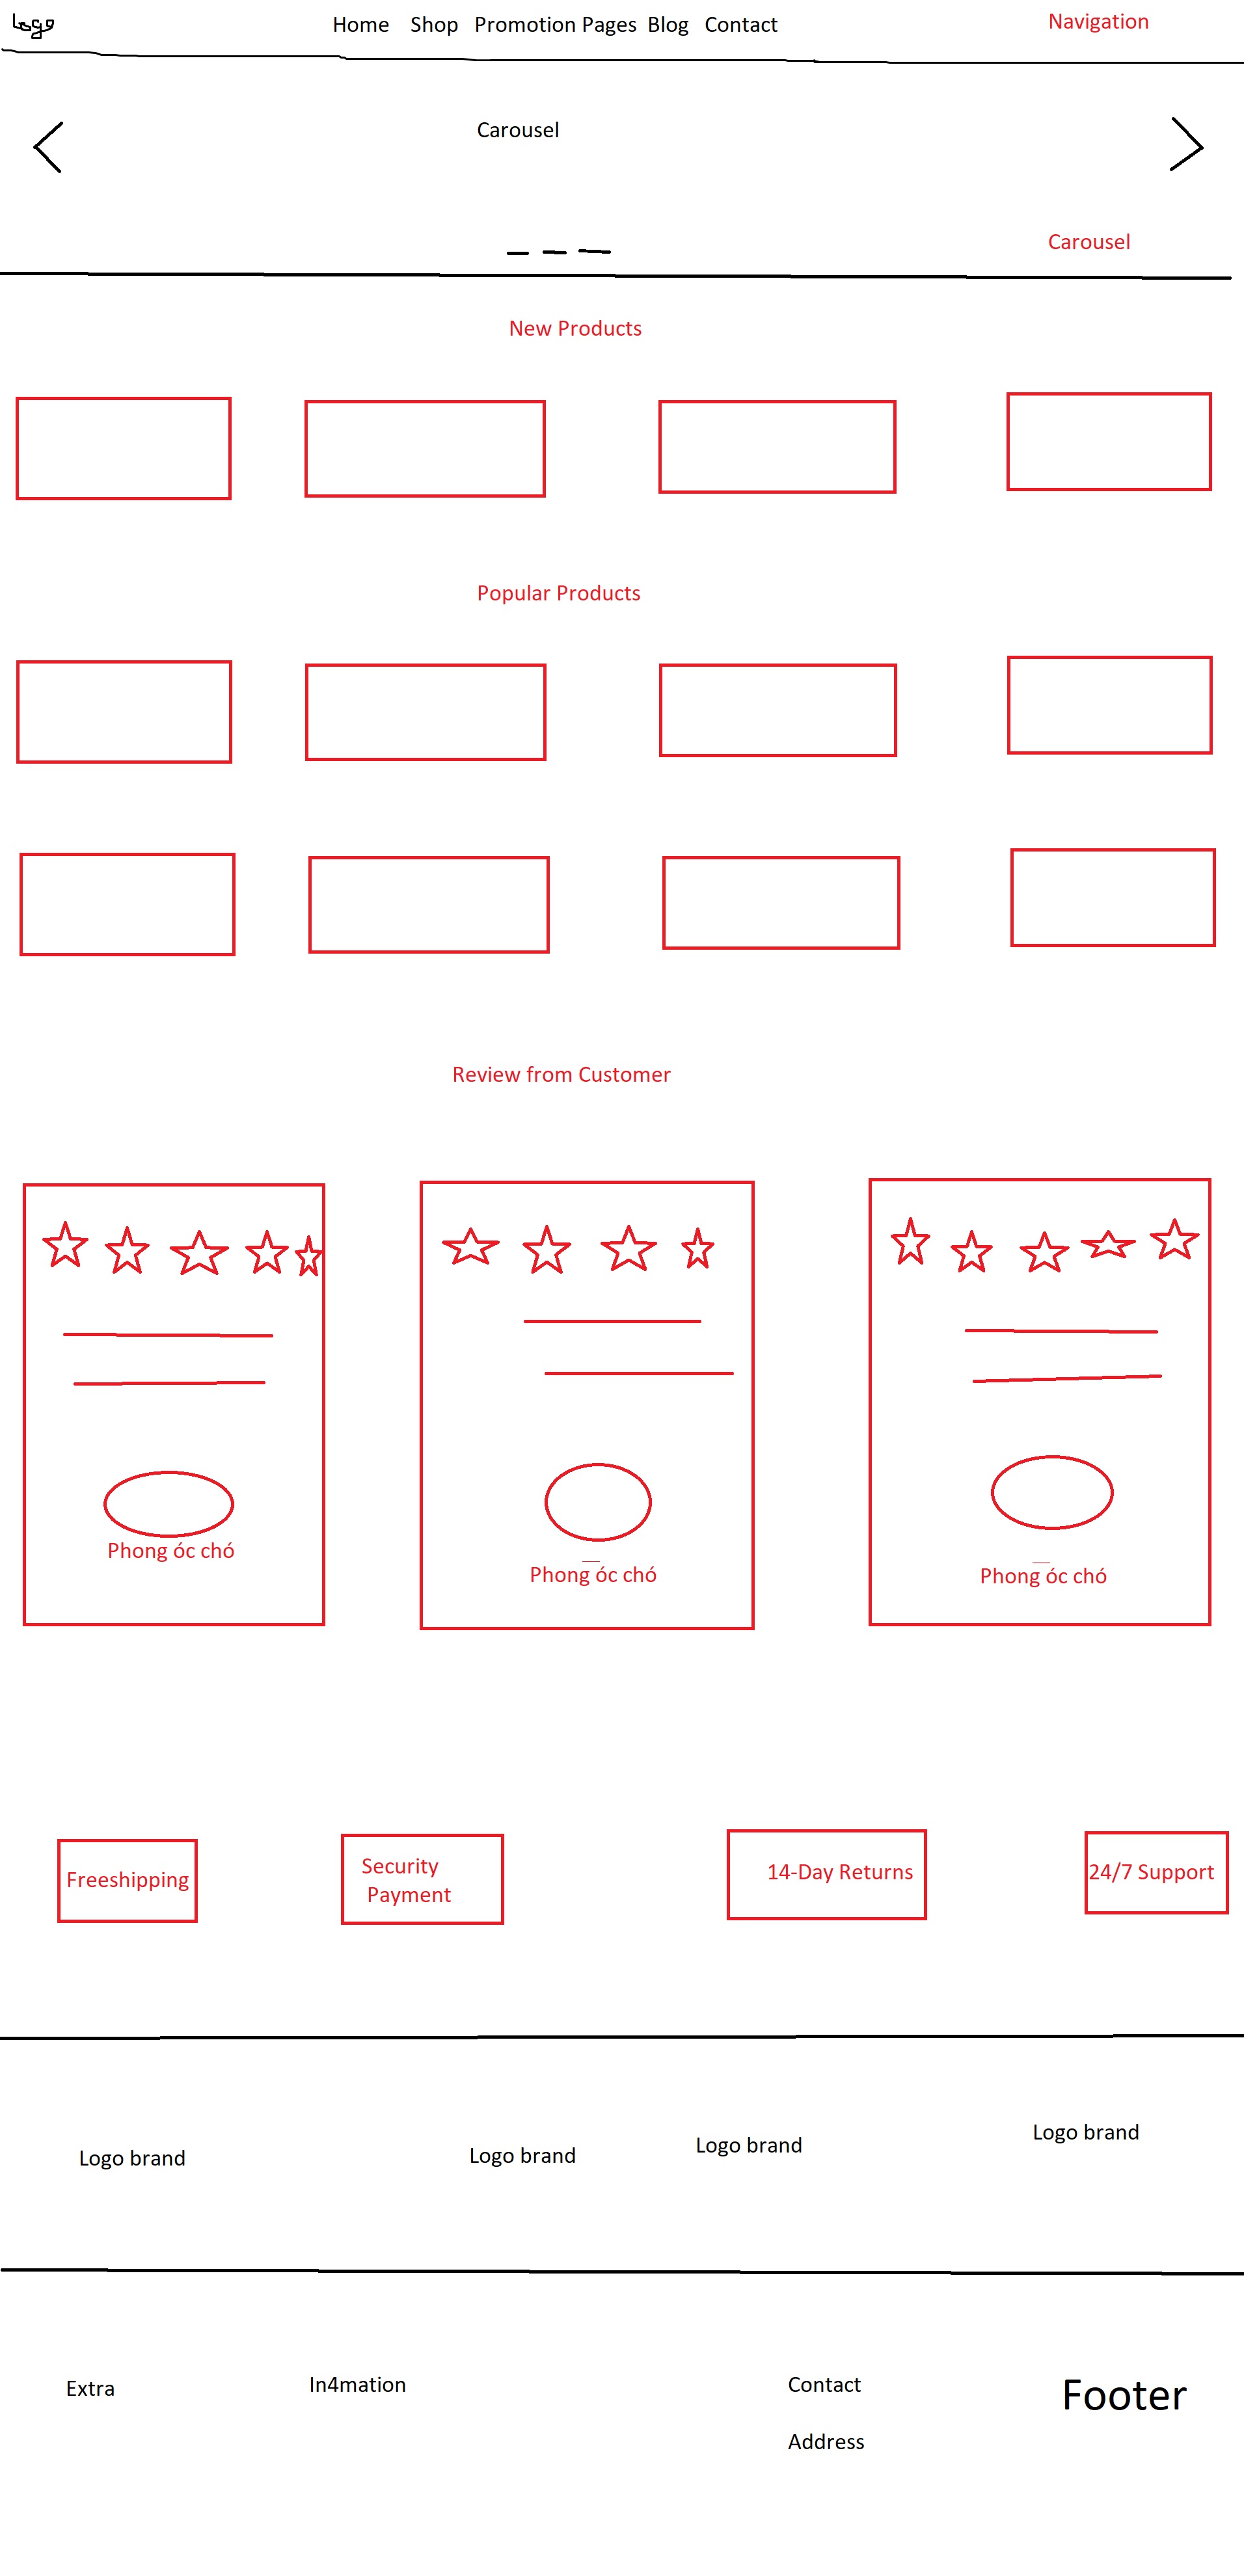 Logo
Home Shop Promotion Pages Blog Contact
Navigation
Carousel
Carousel
New Products
Popular Products
Review from Customer
Phong óc chó
Phong óc chó
Phong óc chó
Freeshipping
Security
Payment
14-Day Returns
24/7 Support
Logo brand
Logo brand
Logo brand
Logo brand
Extra
In4mation
Contact
Address
Footer